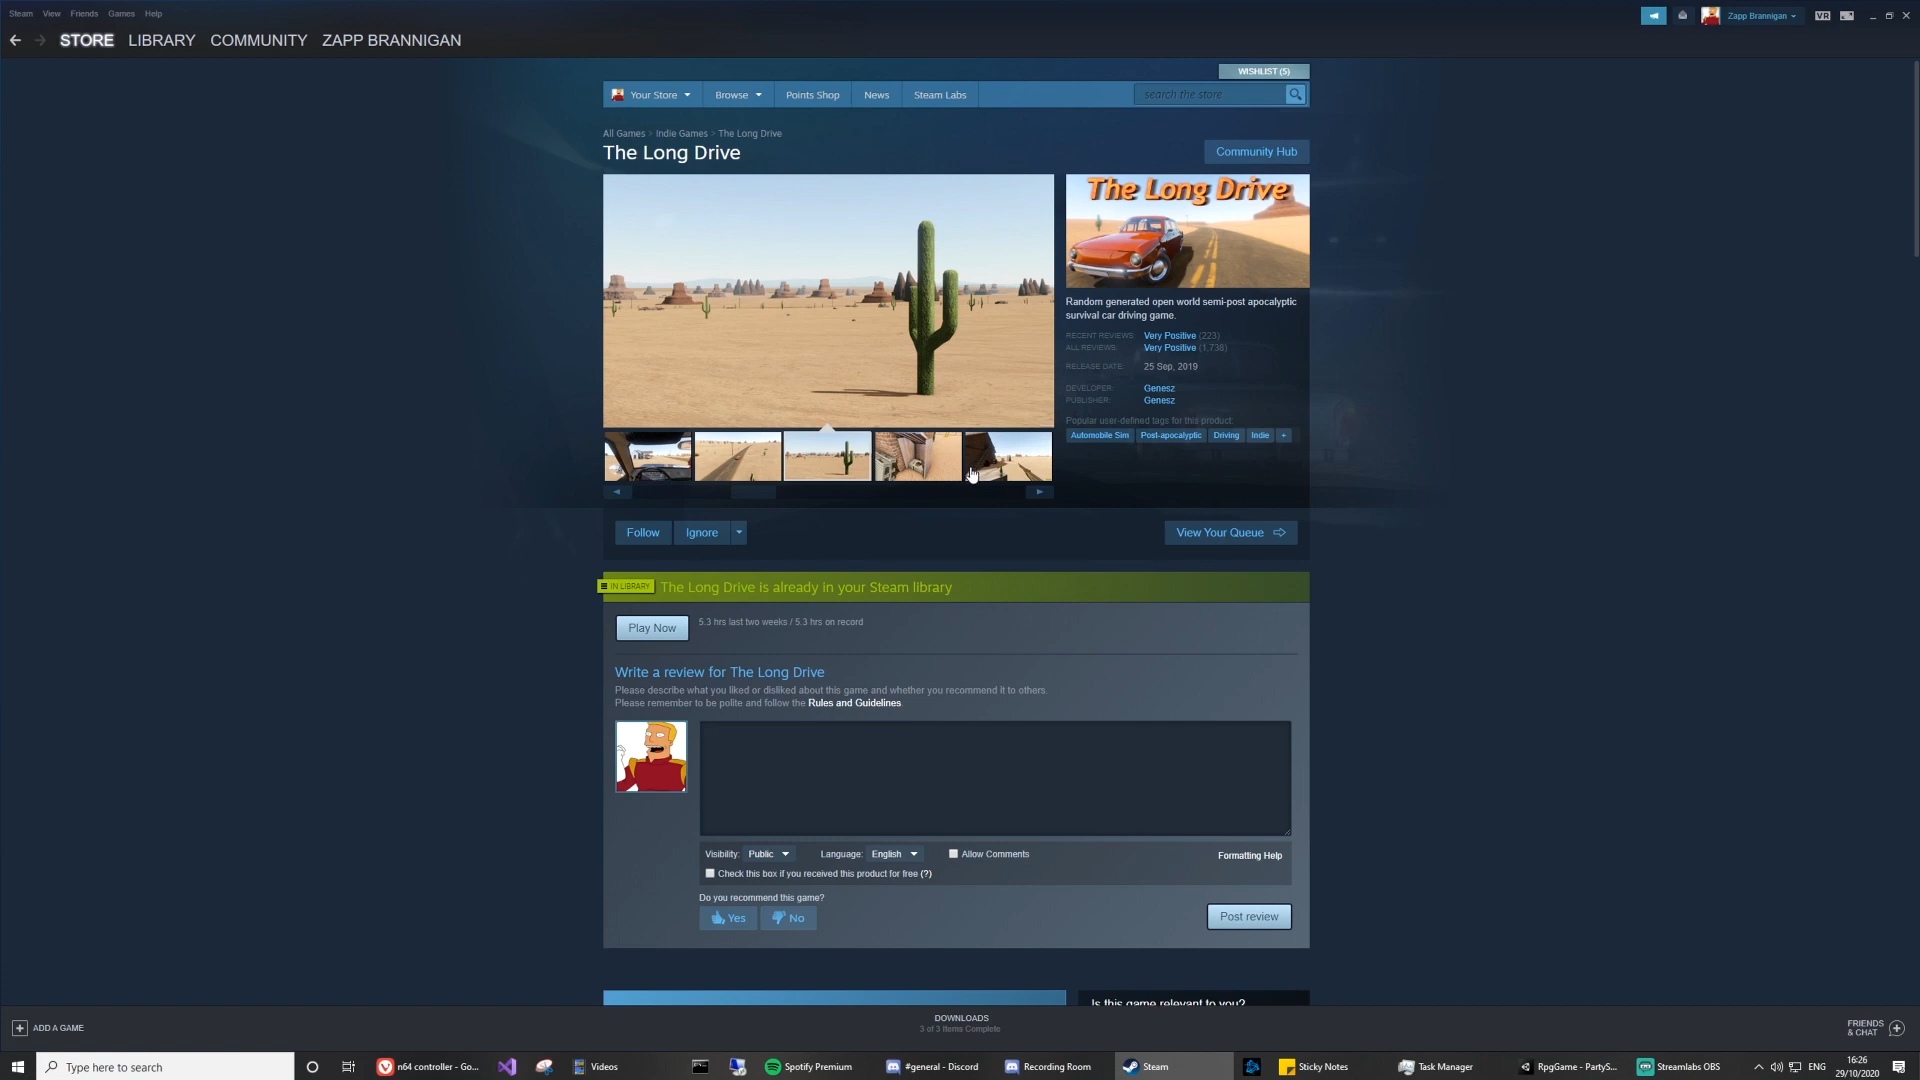 Steam View Friends Games Help
Zapp Brannigan
VR
STORE LIBRARY COMMUNITY ZAPP BRANNIGAN
WISHLIST (5)
Your Store Browse Points Shop News Steam Labs
search the store
All Games > Indie Games > The Long Drive
The Long Drive
Community Hub
The Long Drive
Random generated open world semi-post apocalyptic
survival car driving game.
RECENT REVIEWS: Very Positive (223)
ALL REVIEWS: Very Positive (1,738)
RELEASE DATE: 25 Sep, 2019
DEVELOPER: Genesz
PUBLISHER: Genesz
Popular user-defined tags for this product:
Automobile Sim Post-apocalyptic Driving Indie +
Follow Ignore
View Your Queue
IN LIBRARY The Long Drive is already in your Steam library
Play Now 5.3 hrs last two weeks / 5.3 hrs on record
Write a review for The Long Drive
Please describe what you liked or disliked about this game and whether you recommend it to others.
Please remember to be polite and follow the Rules and Guidelines
Visibility: Public Language: English Allow Comments Formatting Help
Check this box if you received this product for free (?)
Do you recommend this game?
Yes No
Post review
Is this game relevant to you?
ADD A GAME
DOWNLOADS
3 of 3 Items Complete
FRIENDS
& CHAT
Type here to search
n64 controller - Go...
Videos
Spotify Premium
#general - Discord
Recording Room
Steam
Sticky Notes
Task Manager
RpgGame - PartyS...
Streamlabs OBS
ENG
16:26
29/10/2020